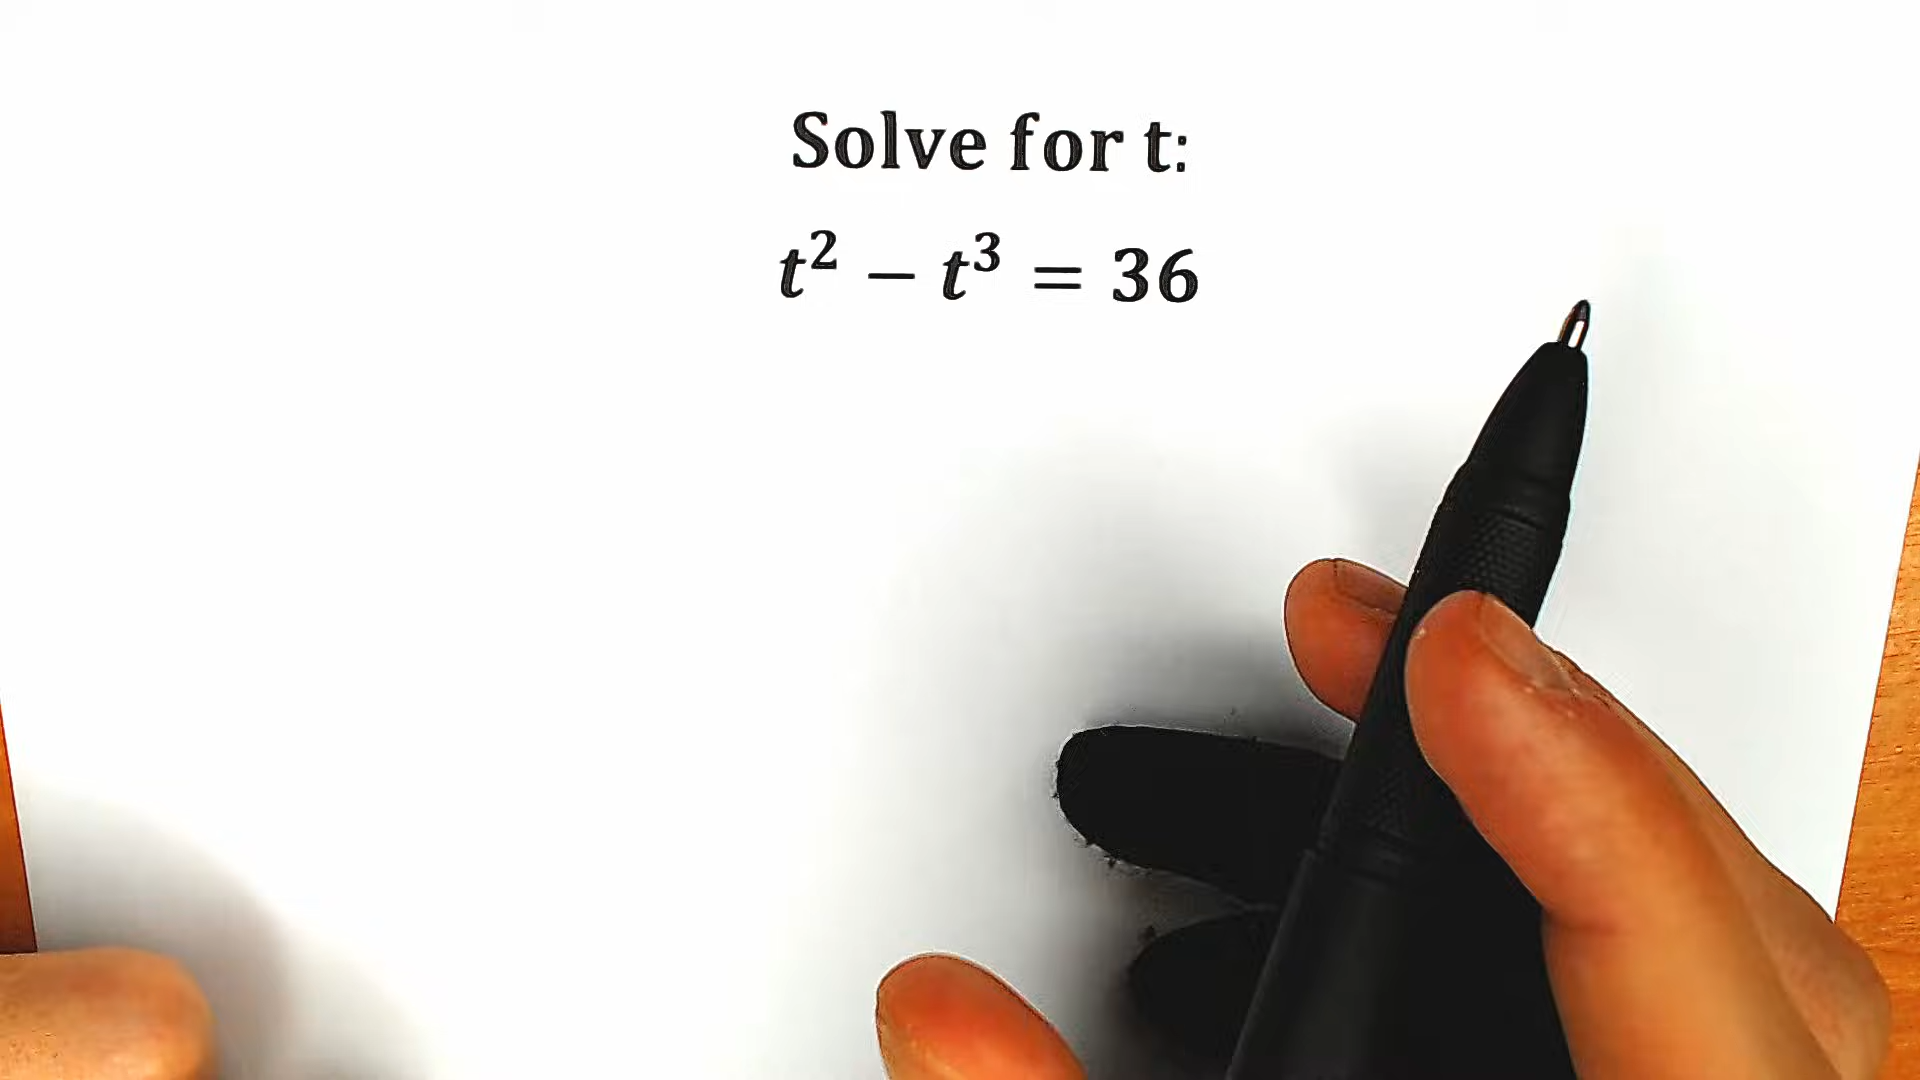 Solve for t:
t² − t³ = 36